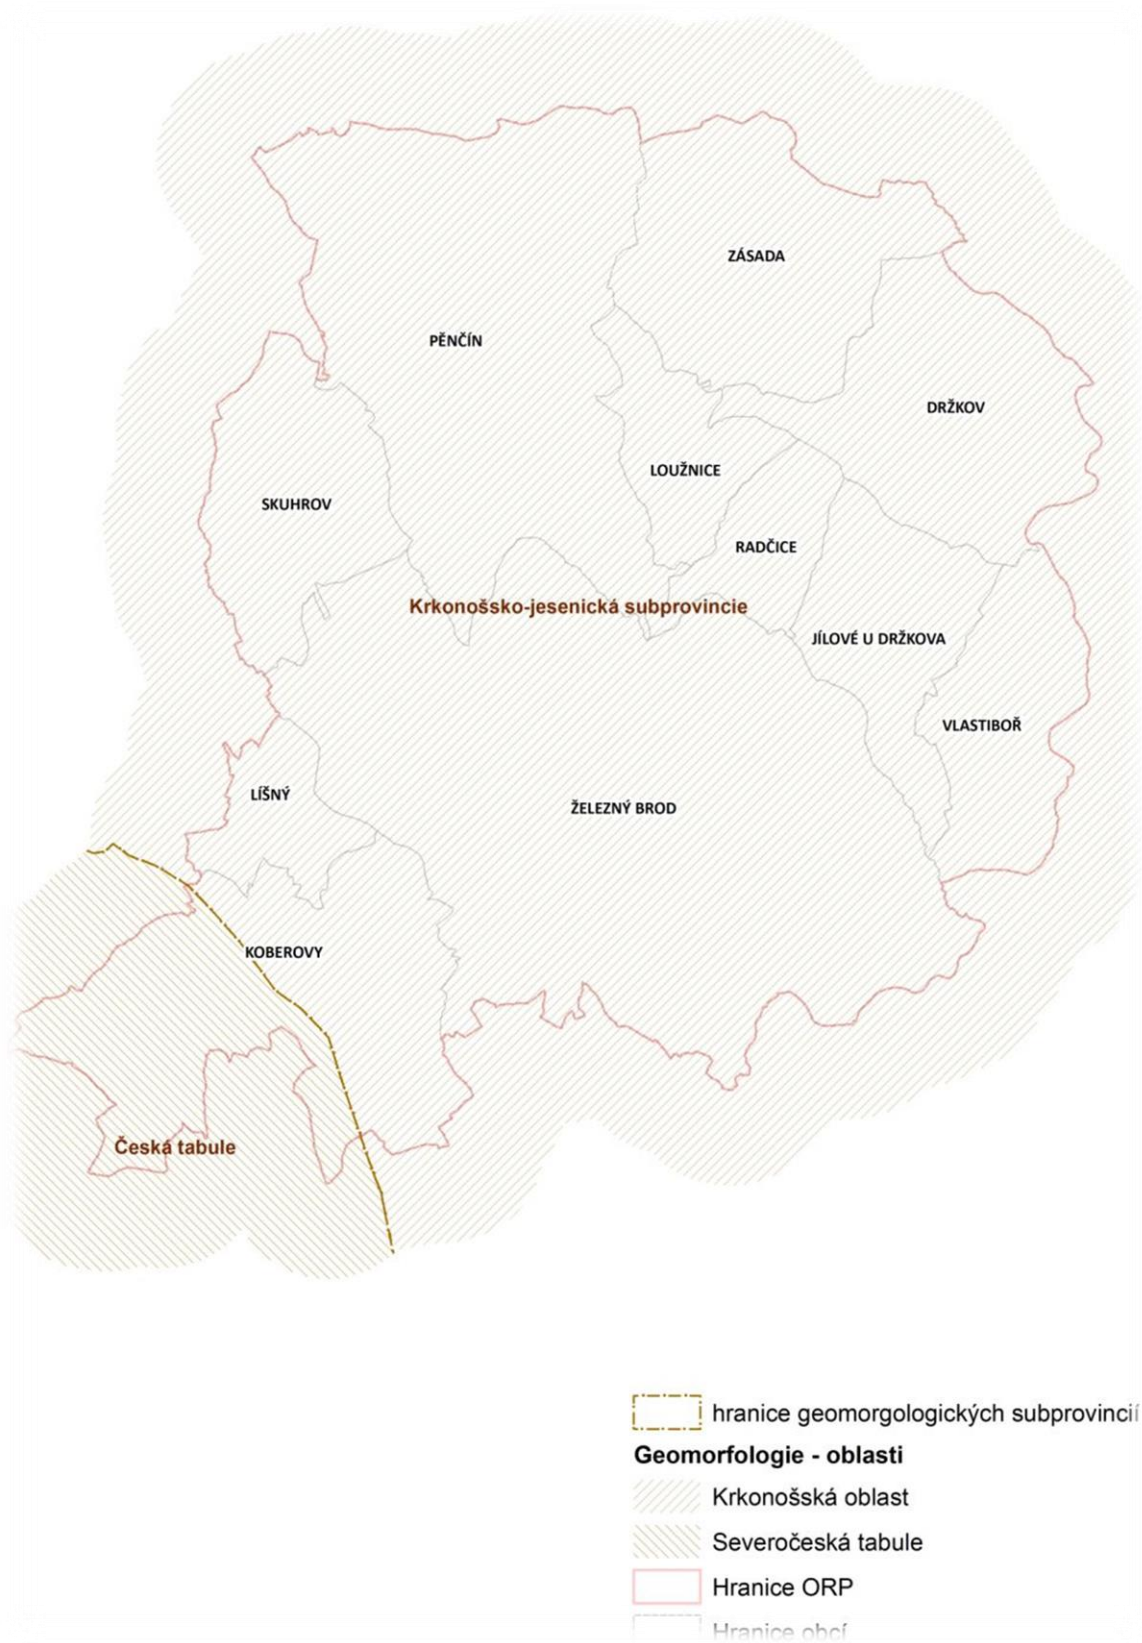 ZÁSADA
PĚNČÍN
DRŽKOV
LOUŽNICE
SKUHROV
RADČICE
Krkonošsko-jesenická subprovincie
JÍLOVÉ U DRŽKOVA
VLASTIBOŘ
LÍŠNÝ
ŽELEZNÝ BROD
KOBEROVY
Česká tabule
hranice geomorgologických subprovincií
Geomorfologie - oblasti
Krkonošská oblast
Severočeská tabule
Hranice ORP
Hranice obcí